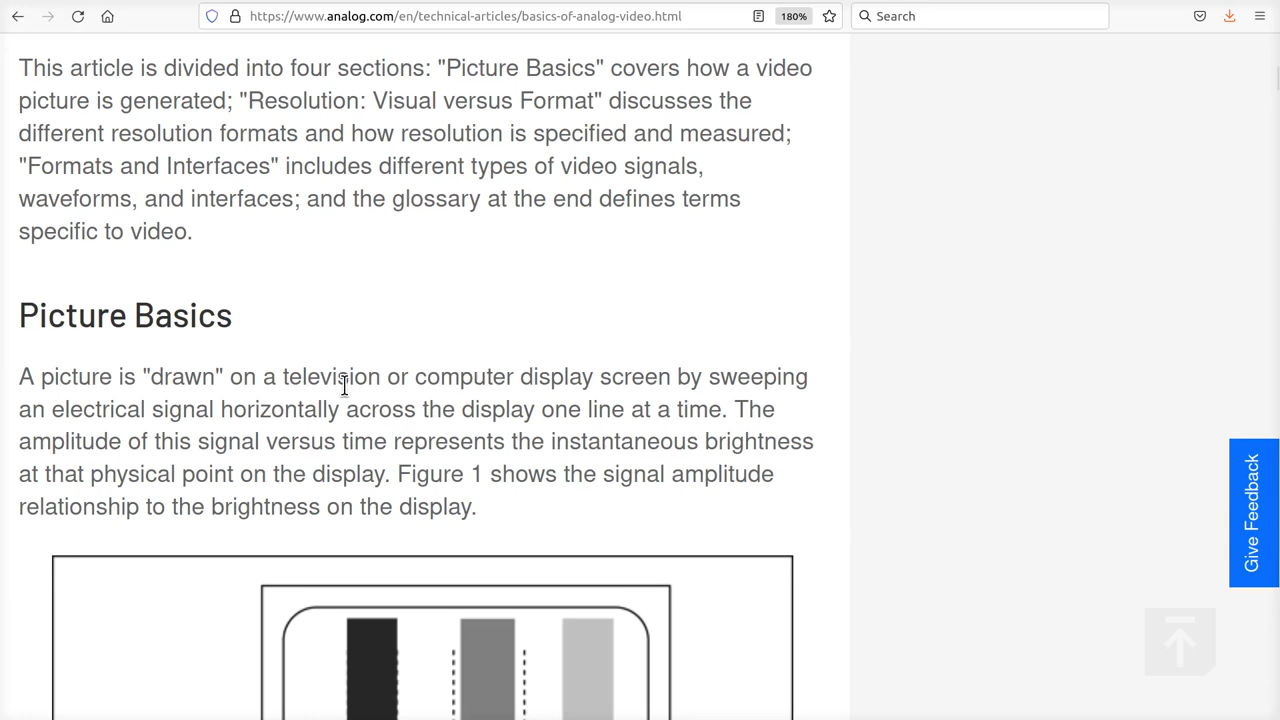 https://www.analog.com/en/technical-articles/basics-of-analog-video.html
180%
Search
This article is divided into four sections: "Picture Basics" covers how a video
picture is generated; "Resolution: Visual versus Format" discusses the
different resolution formats and how resolution is specified and measured;
"Formats and Interfaces" includes different types of video signals,
waveforms, and interfaces; and the glossary at the end defines terms
specific to video.
Picture Basics
A picture is "drawn" on a television or computer display screen by sweeping
an electrical signal horizontally across the display one line at a time. The
amplitude of this signal versus time represents the instantaneous brightness
at that physical point on the display. Figure 1 shows the signal amplitude
relationship to the brightness on the display.
Give Feedback